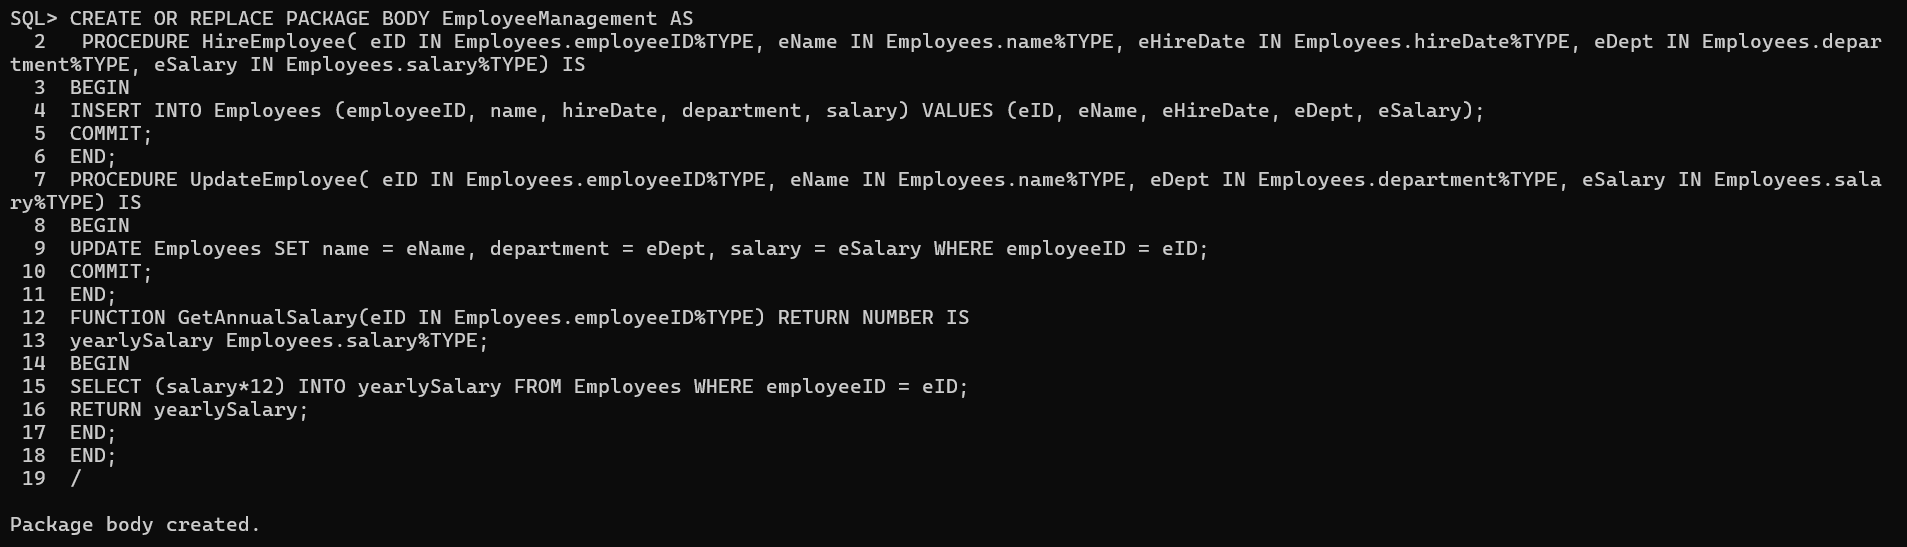 SQL> CREATE OR REPLACE PACKAGE BODY EmployeeManagement AS
  2   PROCEDURE HireEmployee( eID IN Employees.employeeID%TYPE, eName IN Employees.name%TYPE, eHireDate IN Employees.hireDate%TYPE, eDept IN Employees.depar
tment%TYPE, eSalary IN Employees.salary%TYPE) IS
  3  BEGIN
  4  INSERT INTO Employees (employeeID, name, hireDate, department, salary) VALUES (eID, eName, eHireDate, eDept, eSalary);
  5  COMMIT;
  6  END;
  7  PROCEDURE UpdateEmployee( eID IN Employees.employeeID%TYPE, eName IN Employees.name%TYPE, eDept IN Employees.department%TYPE, eSalary IN Employees.sala
ry%TYPE) IS
  8  BEGIN
  9  UPDATE Employees SET name = eName, department = eDept, salary = eSalary WHERE employeeID = eID;
 10  COMMIT;
 11  END;
 12  FUNCTION GetAnnualSalary(eID IN Employees.employeeID%TYPE) RETURN NUMBER IS
 13  yearlySalary Employees.salary%TYPE;
 14  BEGIN
 15  SELECT (salary*12) INTO yearlySalary FROM Employees WHERE employeeID = eID;
 16  RETURN yearlySalary;
 17  END;
 18  END;
 19  /

Package body created.